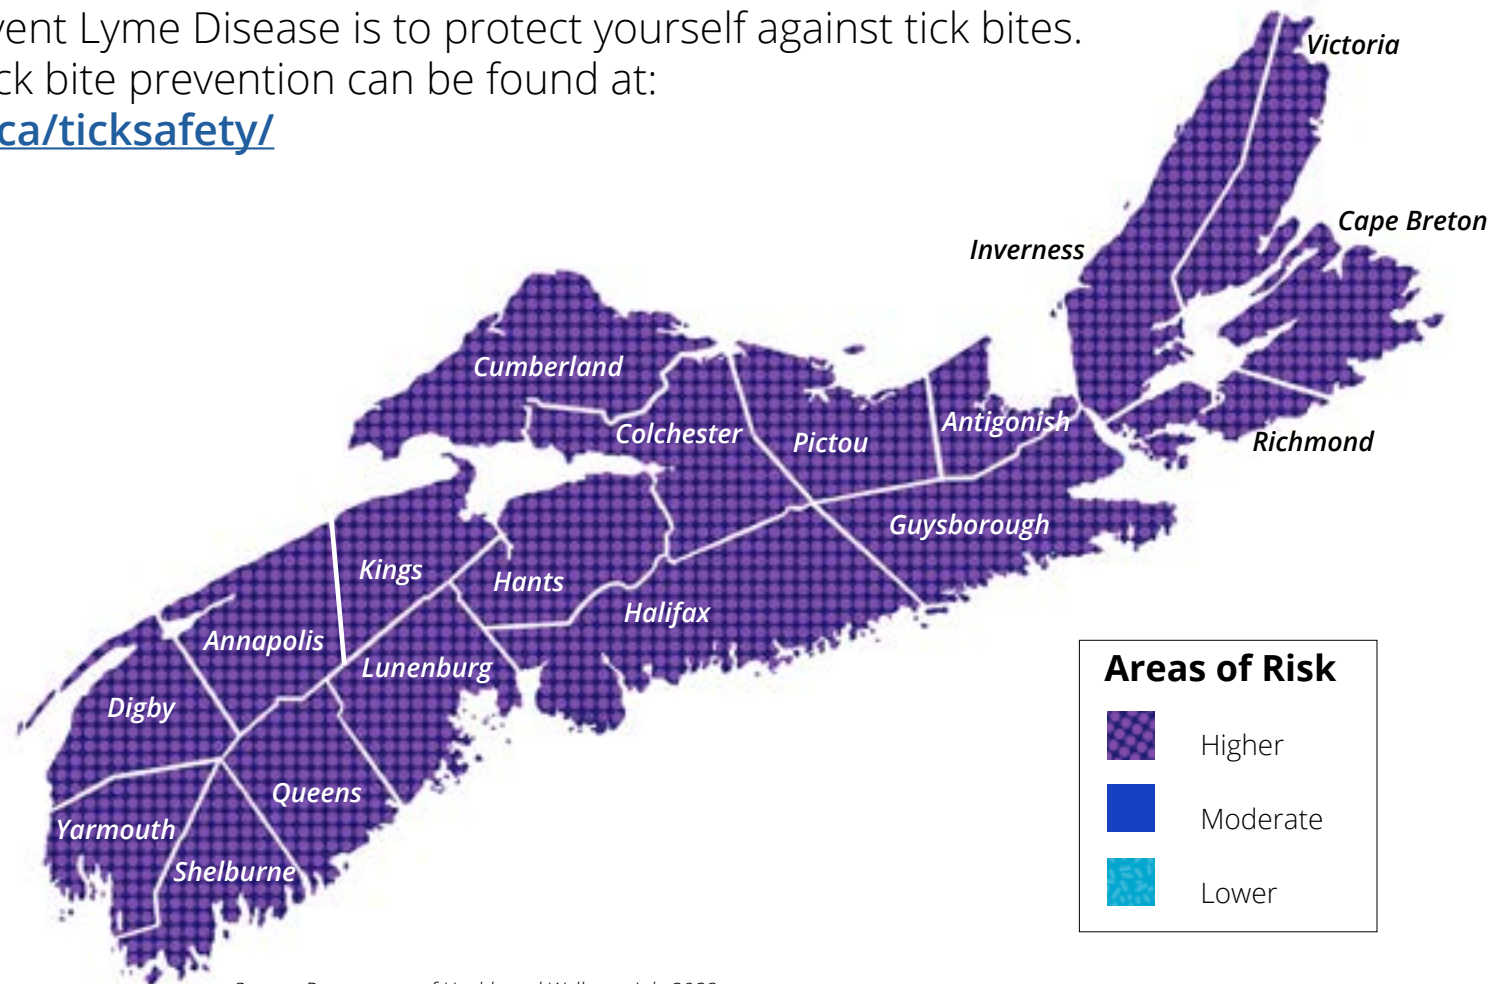 vent Lyme Disease is to protect yourself against tick bites.
ck bite prevention can be found at:
ca/ticksafety/
Victoria
Cape Breton
Inverness
Cumberland
Colchester
Pictou
Antigonish
Richmond
Guysborough
Kings
Hants
Halifax
Annapolis
Lunenburg
Digby
Queens
Yarmouth
Shelburne
Areas of Risk
Higher
Moderate
Lower